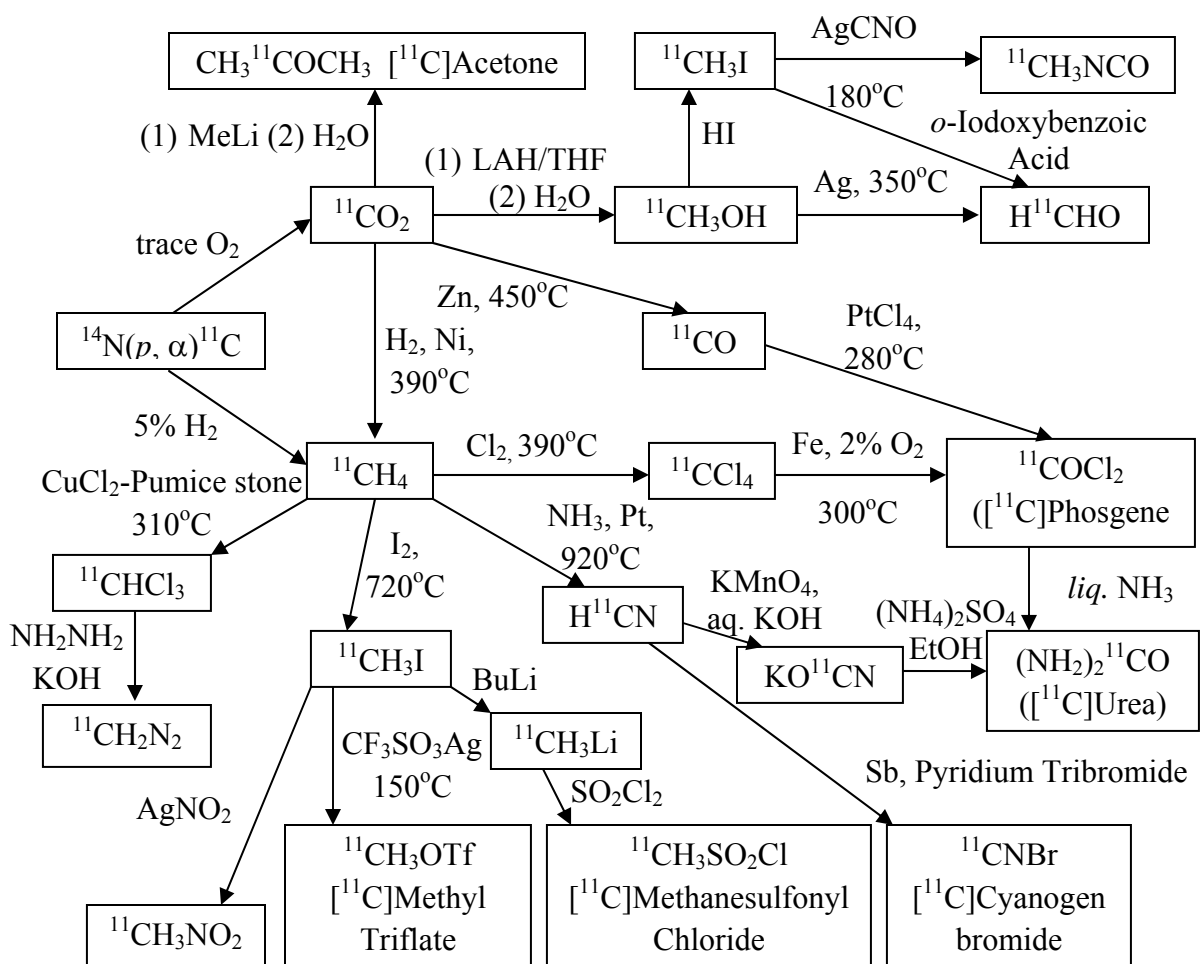 AgCNO
CH₃¹¹COCH₃ [¹¹C]Acetone
¹¹CH₃I
¹¹CH₃NCO
180°C
o-Iodoxybenzoic
Acid
(1) MeLi (2) H₂O
HI
(1) LAH/THF
(2) H₂O
Ag, 350°C
¹¹CO₂
¹¹CH₃OH
H¹¹CHO
trace O₂
Zn, 450°C
¹⁴N(p, α)¹¹C
H₂, Ni,
390°C
¹¹CO
PtCl₄,
280°C
5% H₂
¹¹CH₄
Cl₂, 390°C
¹¹CCl₄
Fe, 2% O₂
300°C
¹¹COCl₂
([¹¹C]Phosgene
CuCl₂-Pumice stone
310°C
I₂,
720°C
NH₃, Pt,
920°C
¹¹CHCl₃
H¹¹CN
KMnO₄,
aq. KOH
liq. NH₃
(NH₄)₂SO₄
EtOH
NH₂NH₂
KOH
¹¹CH₃I
KO¹¹CN
(NH₂)₂¹¹CO
([¹¹C]Urea)
BuLi
¹¹CH₂N₂
¹¹CH₃Li
CF₃SO₃Ag
150°C
Sb, Pyridium Tribromide
AgNO₂
SO₂Cl₂
¹¹CH₃OTf
[¹¹C]Methyl
Triflate
¹¹CH₃SO₂Cl
[¹¹C]Methanesulfonyl
Chloride
¹¹CNBr
[¹¹C]Cyanogen
bromide
¹¹CH₃NO₂